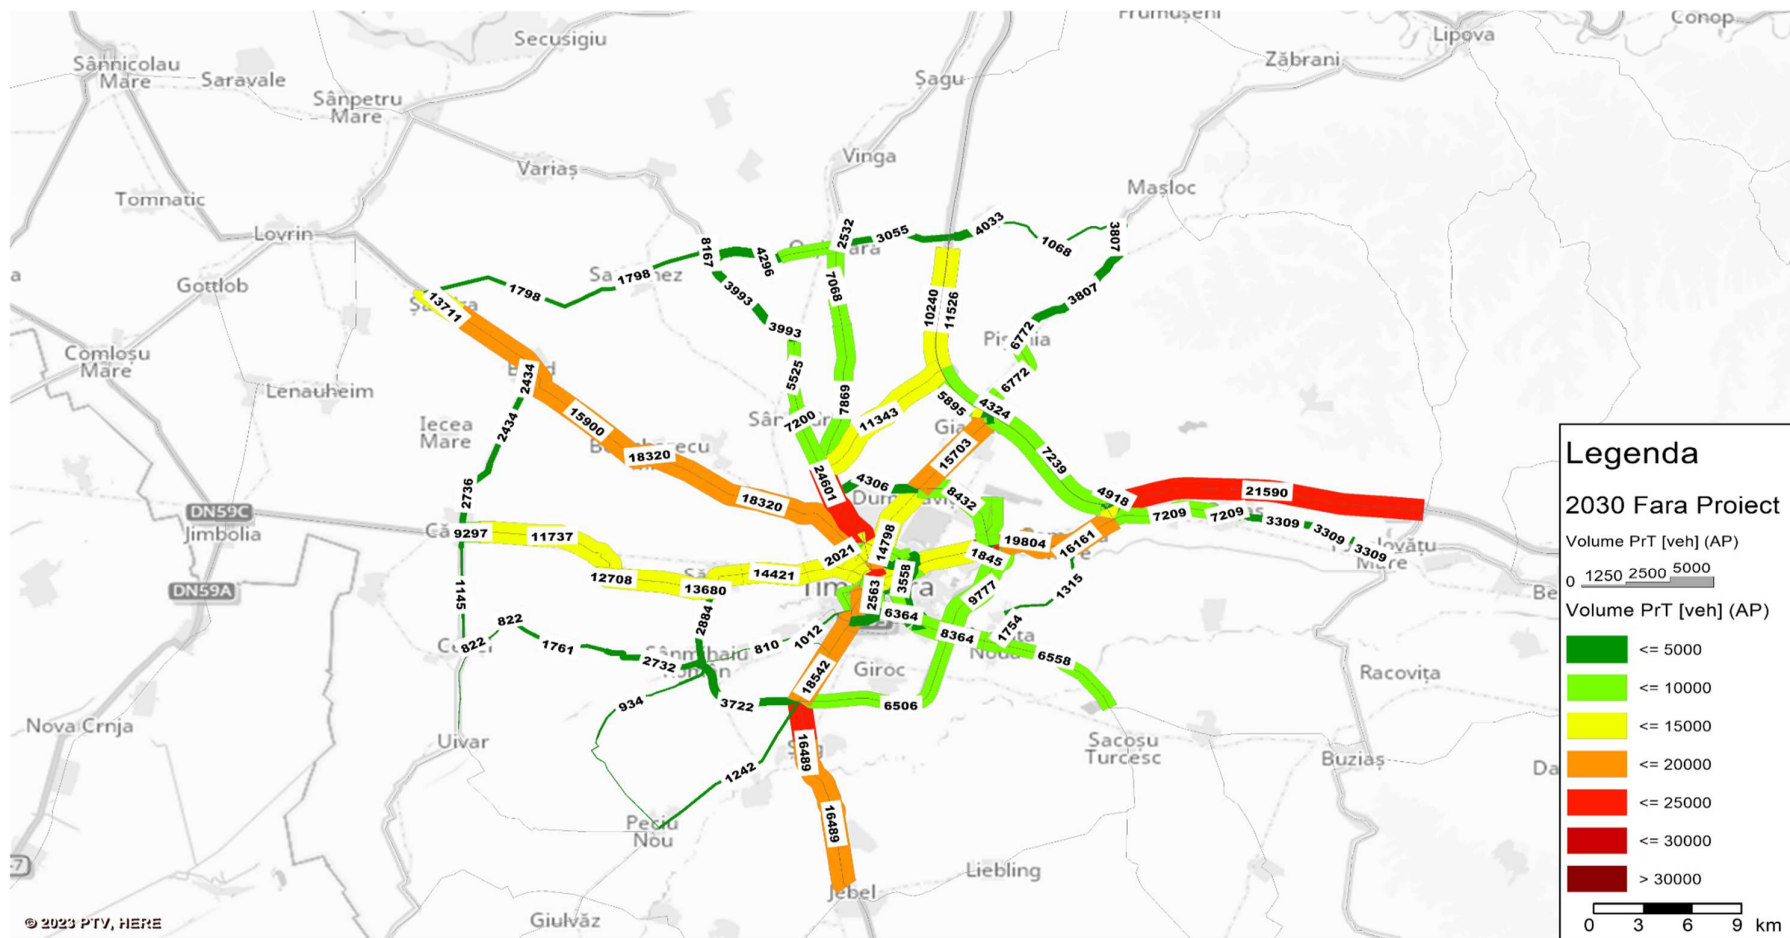 Frumușeni
Conop
Secusigiu
Lipova
Sânnicolau
Mare
Saravale
Zăbrani
Șagu
Sânpetru
Mare
Variaș
Vinga
Mașloc
Tomnatic
Lovrin
2532
3055
4033
3807
1068
8167
4296
1798
1798
Gottlob
3993
7068
10240
11526
3807
13711
3993
6772
Comloșu
Mare
2434
5525
6772
Lenauheim
7869
5895
4324
15900
7200
11343
Iecea
Mare
2434
18320
15703
7239
24601
4306
8432
4918
21590
2736
18320
DN59C
Jimbolia
7209
7209
3309
3309
3309
9297
11737
2021
14798
19804
16161
1845
12708
14421
13680
3558
DN59A
1145
2563
9777
1315
6364
822
822
2884
1012
810
8364
1754
1761
2732
6558
Giroc
18542
Racovița
934
3722
6506
Nova Crnja
Uivar
16489
Sacoșu
Turcesc
Buziaș
1242
Peciu
Nou
16489
Jebel
Liebling
Giulvăz
© 2023 PTV, HERE
Legenda
2030 Fara Proiect
Volume PrT [veh] (AP)
0 1250 2500 5000
Volume PrT [veh] (AP)
<= 5000
<= 10000
<= 15000
<= 20000
<= 25000
<= 30000
> 30000
0 3 6 9 km